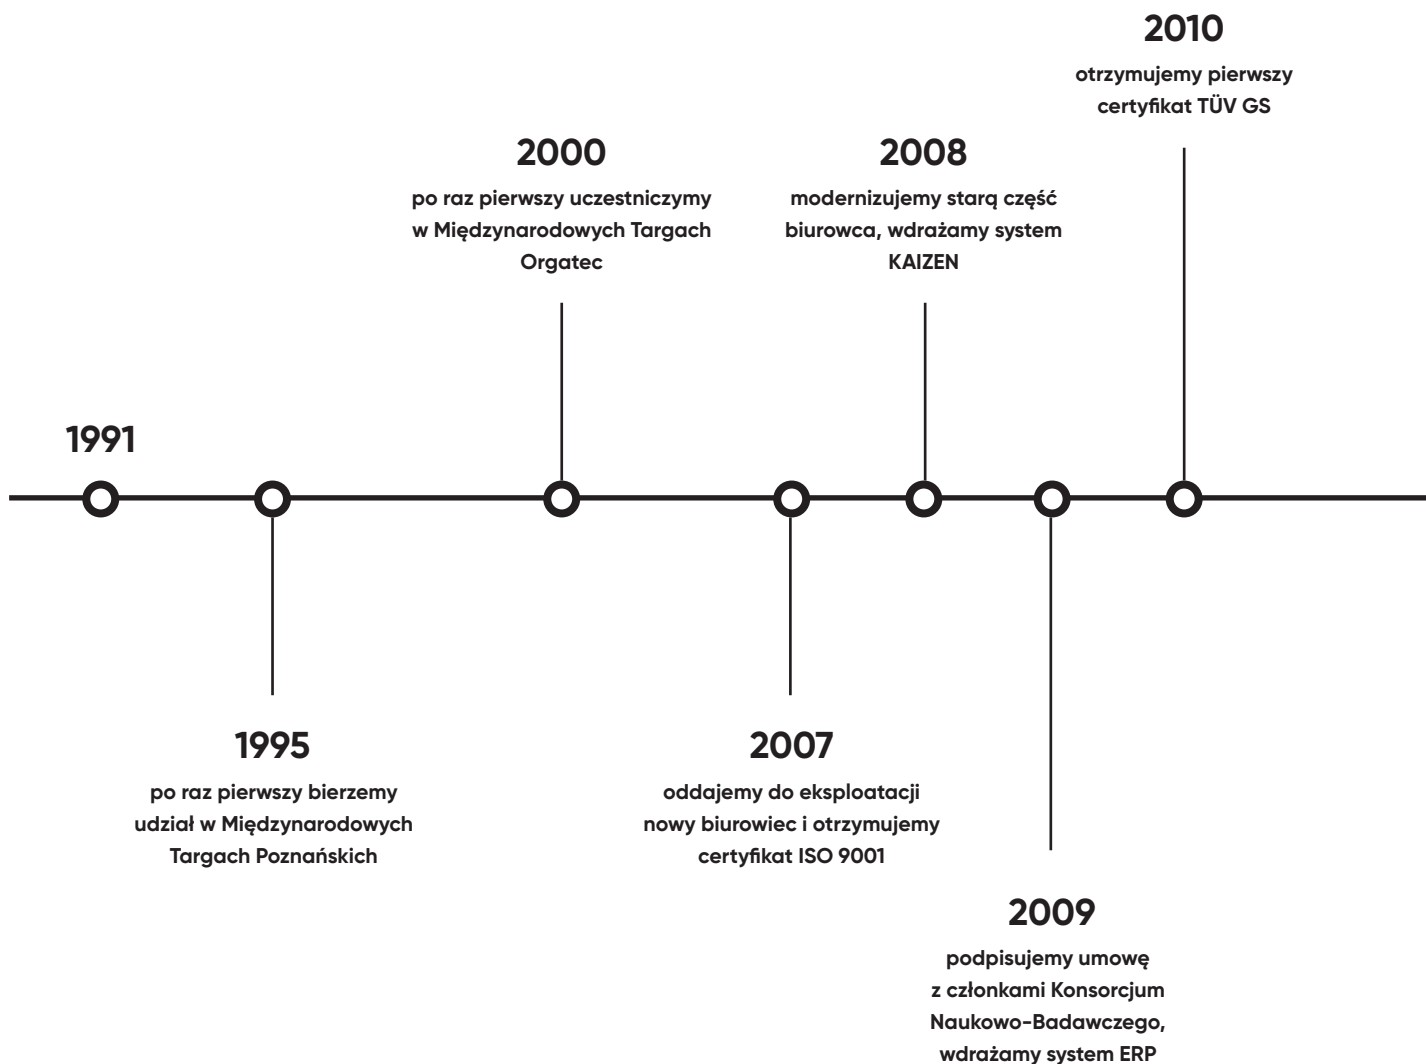 1991
1995
po raz pierwszy bierzemy
udział w Międzynarodowych
Targach Poznańskich
2000
po raz pierwszy uczestniczymy
w Międzynarodowych Targach
Orgatec
2007
oddajemy do eksploatacji
nowy biurowiec i otrzymujemy
certyfikat ISO 9001
2008
modernizujemy starą część
biurowca, wdrażamy system
KAIZEN
2009
podpisujemy umowę
z członkami Konsorcjum
Naukowo-Badawczego,
wdrażamy system ERP
2010
otrzymujemy pierwszy
certyfikat TÜV GS